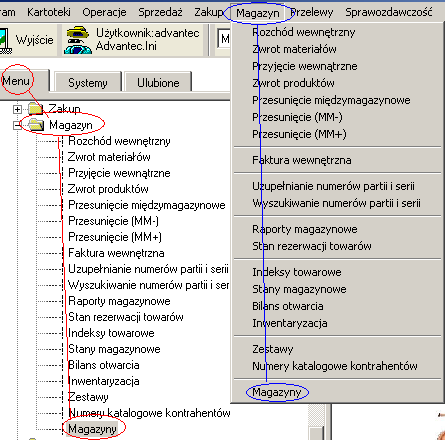 ram Kartoteki Operacje Sprzedaż Zakup Magazyn Przelewy Sprawozdawczość
Wyjście
Użytkownik:advantec
Advantec.Ini
M
Menu Systemy Ulubione
Zakup
Magazyn
Rozchód wewnętrzny
Zwrot materiałów
Przyjęcie wewnątrzne
Zwrot produktów
Przesunięcie międzymagazynowe
Przesunięcie (MM-)
Przesunięcie (MM+)
Faktura wewnętrzna
Uzupełnianie numerów partii i serii
Wyszukiwanie numerów partii i serii
Raporty magazynowe
Stan rezerwacji towarów
Indeksy towarowe
Stany magazynowe
Bilans otwarcia
Inwentaryzacja
Zestawy
Numery katalogowe kontrahentów
Magazyny
Rozchód wewnętrzny
Zwrot materiałów
Przyjęcie wewnątrzne
Zwrot produktów
Przesunięcie międzymagazynowe
Przesunięcie (MM-)
Przesunięcie (MM+)
Faktura wewnętrzna
Uzupełnianie numerów partii i serii
Wyszukiwanie numerów partii i serii
Raporty magazynowe
Stan rezerwacji towarów
Indeksy towarowe
Stany magazynowe
Bilans otwarcia
Inwentaryzacja
Zestawy
Numery katalogowe kontrahentów
Magazyny